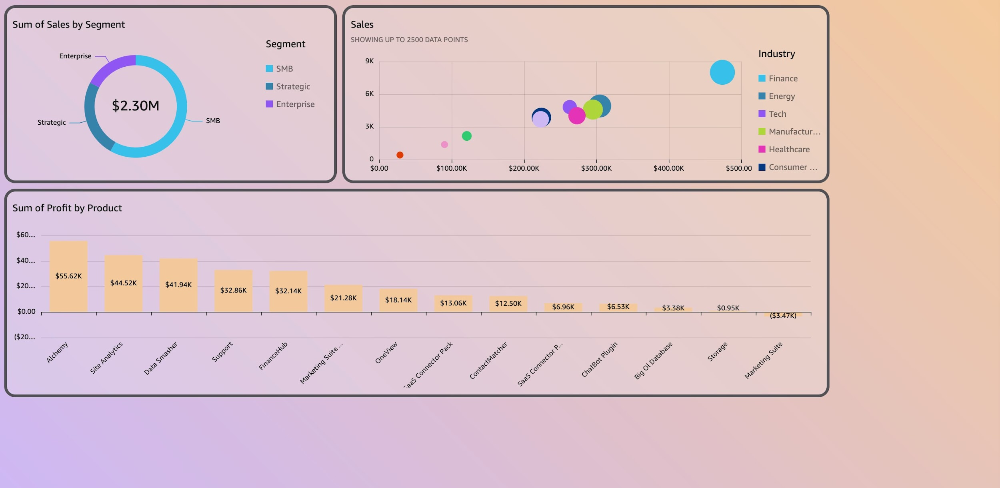 Sum of Sales by Segment
Enterprise
Strategic
$2.30M
SMB
Segment
SMB
Strategic
Enterprise
Sales
SHOWING UP TO 2500 DATA POINTS
9K
6K
3K
0
$0.00
$100.00K
$200.00K
$300.00K
$400.00K
$500.00
Industry
Finance
Energy
Tech
Manufactur...
Healthcare
Consumer ...
Sum of Profit by Product
$60....
$40....
$20....
$0.00
($20....
$55.62K
$44.52K
$41.94K
$32.86K
$32.14K
$21.28K
$18.14K
$13.06K
$12.50K
$6.96K
$6.53K
$3.38K
$0.95K
($3.47K)
Alchemy
Site Analytics
Data Smasher
Support
FinanceHub
Marketing Suite ...
OneView
SaaS Connector Pack
ContactMatcher
SaaS Connector P...
ChatBot Plugin
Big Ol Database
Storage
Marketing Suite